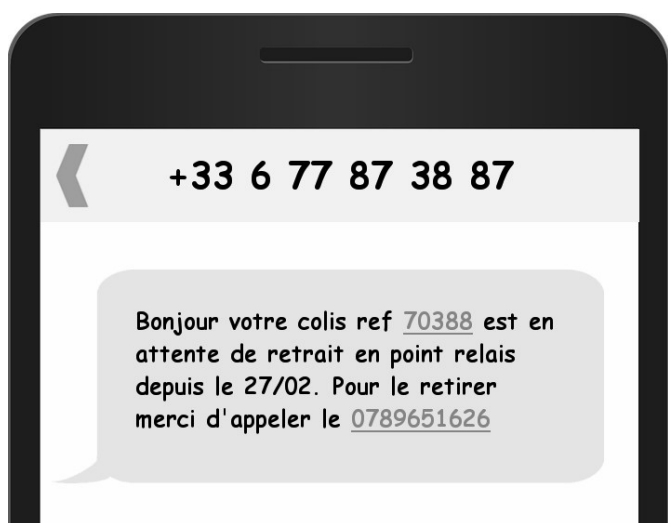 +33 6 77 87 38 87
Bonjour votre colis ref 70388 est en
attente de retrait en point relais
depuis le 27/02. Pour le retirer
merci d'appeler le 0789651626